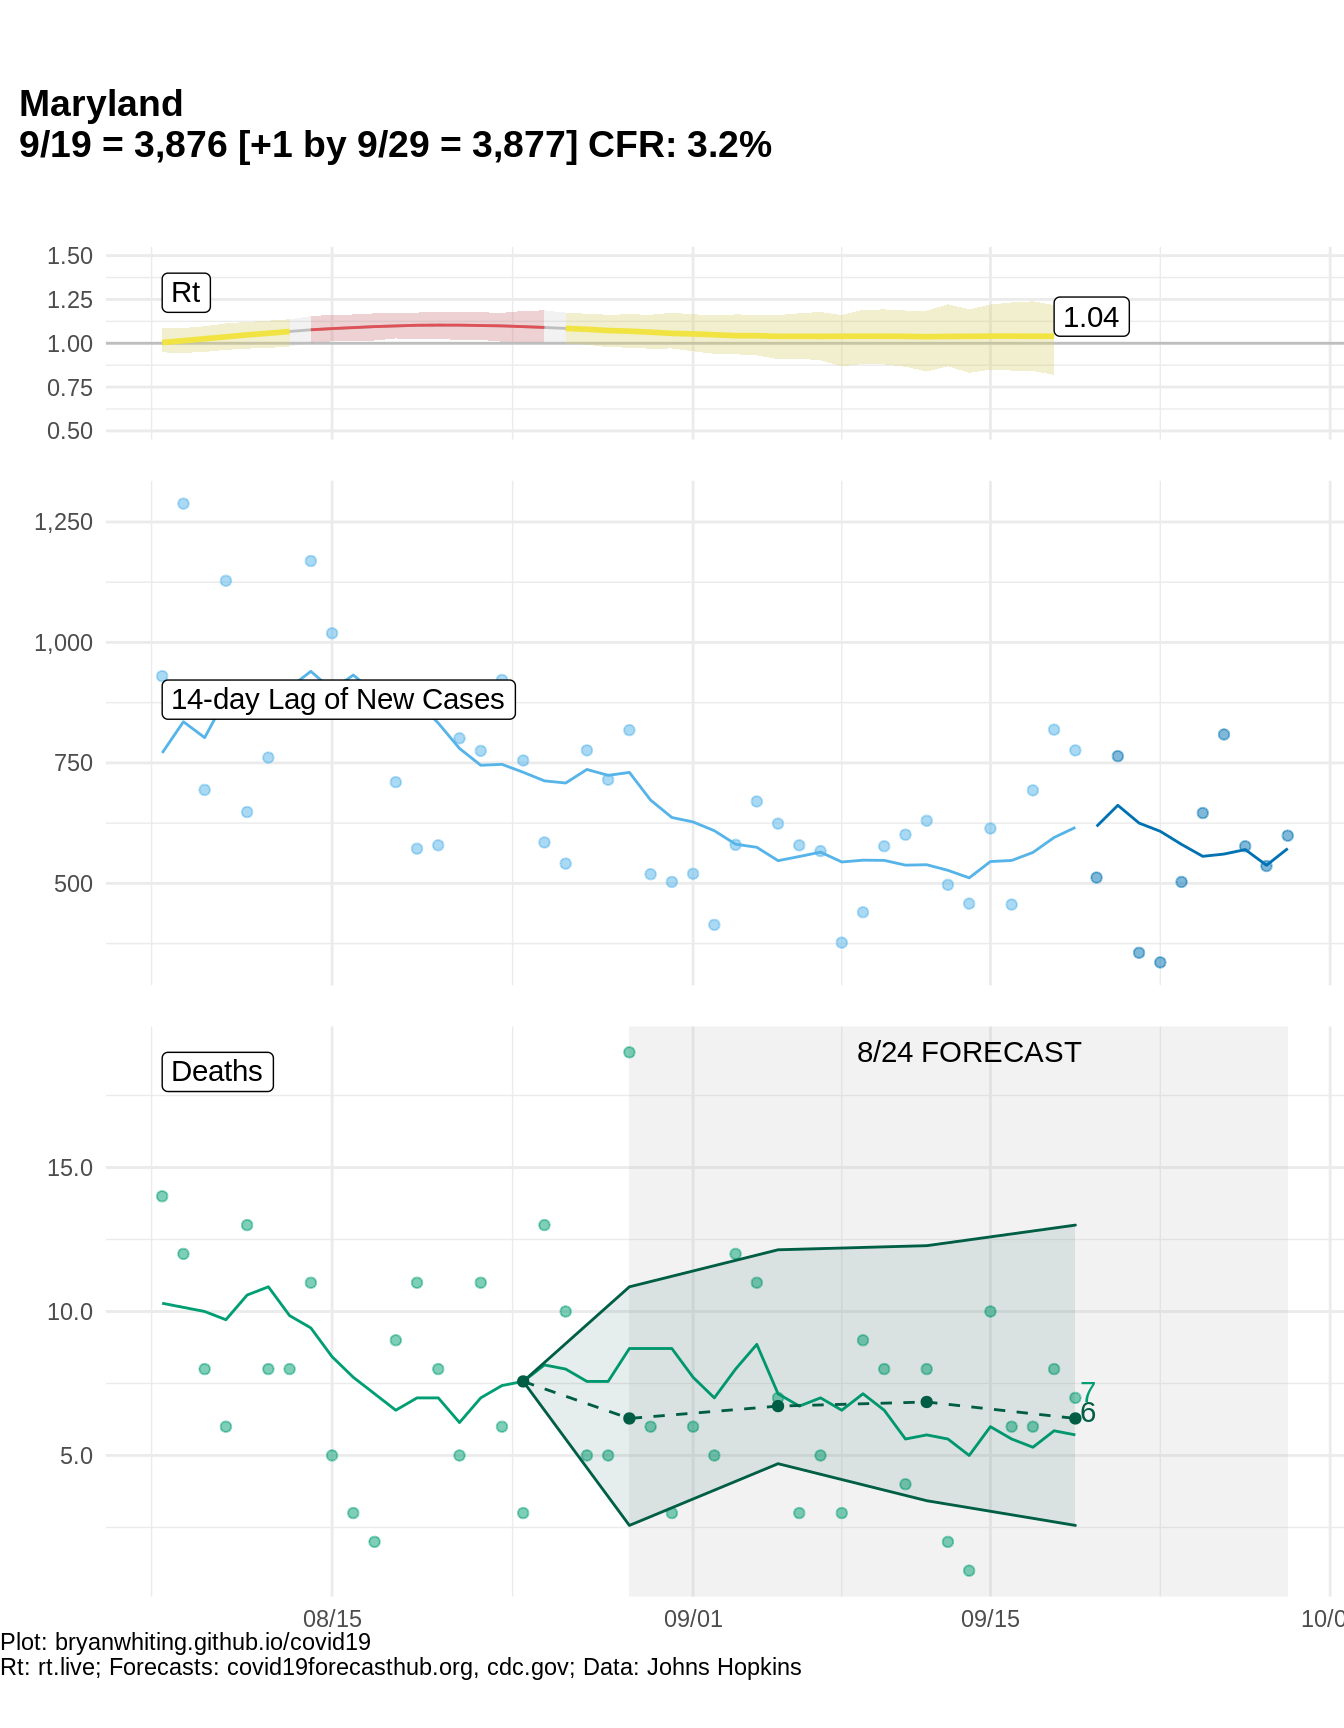 Maryland
9/19 = 3,876 [+1 by 9/29 = 3,877] CFR: 3.2%
1.50
1.25
1.00
0.75
0.50
Rt
1.04
1,250
1,000
750
500
14-day Lag of New Cases
Deaths
8/24 FORECAST
15.0
10.0
5.0
7
6
08/15
09/01
09/15
10/0
Plot: bryanwhiting.github.io/covid19
Rt: rt.live; Forecasts: covid19forecasthub.org, cdc.gov; Data: Johns Hopkins